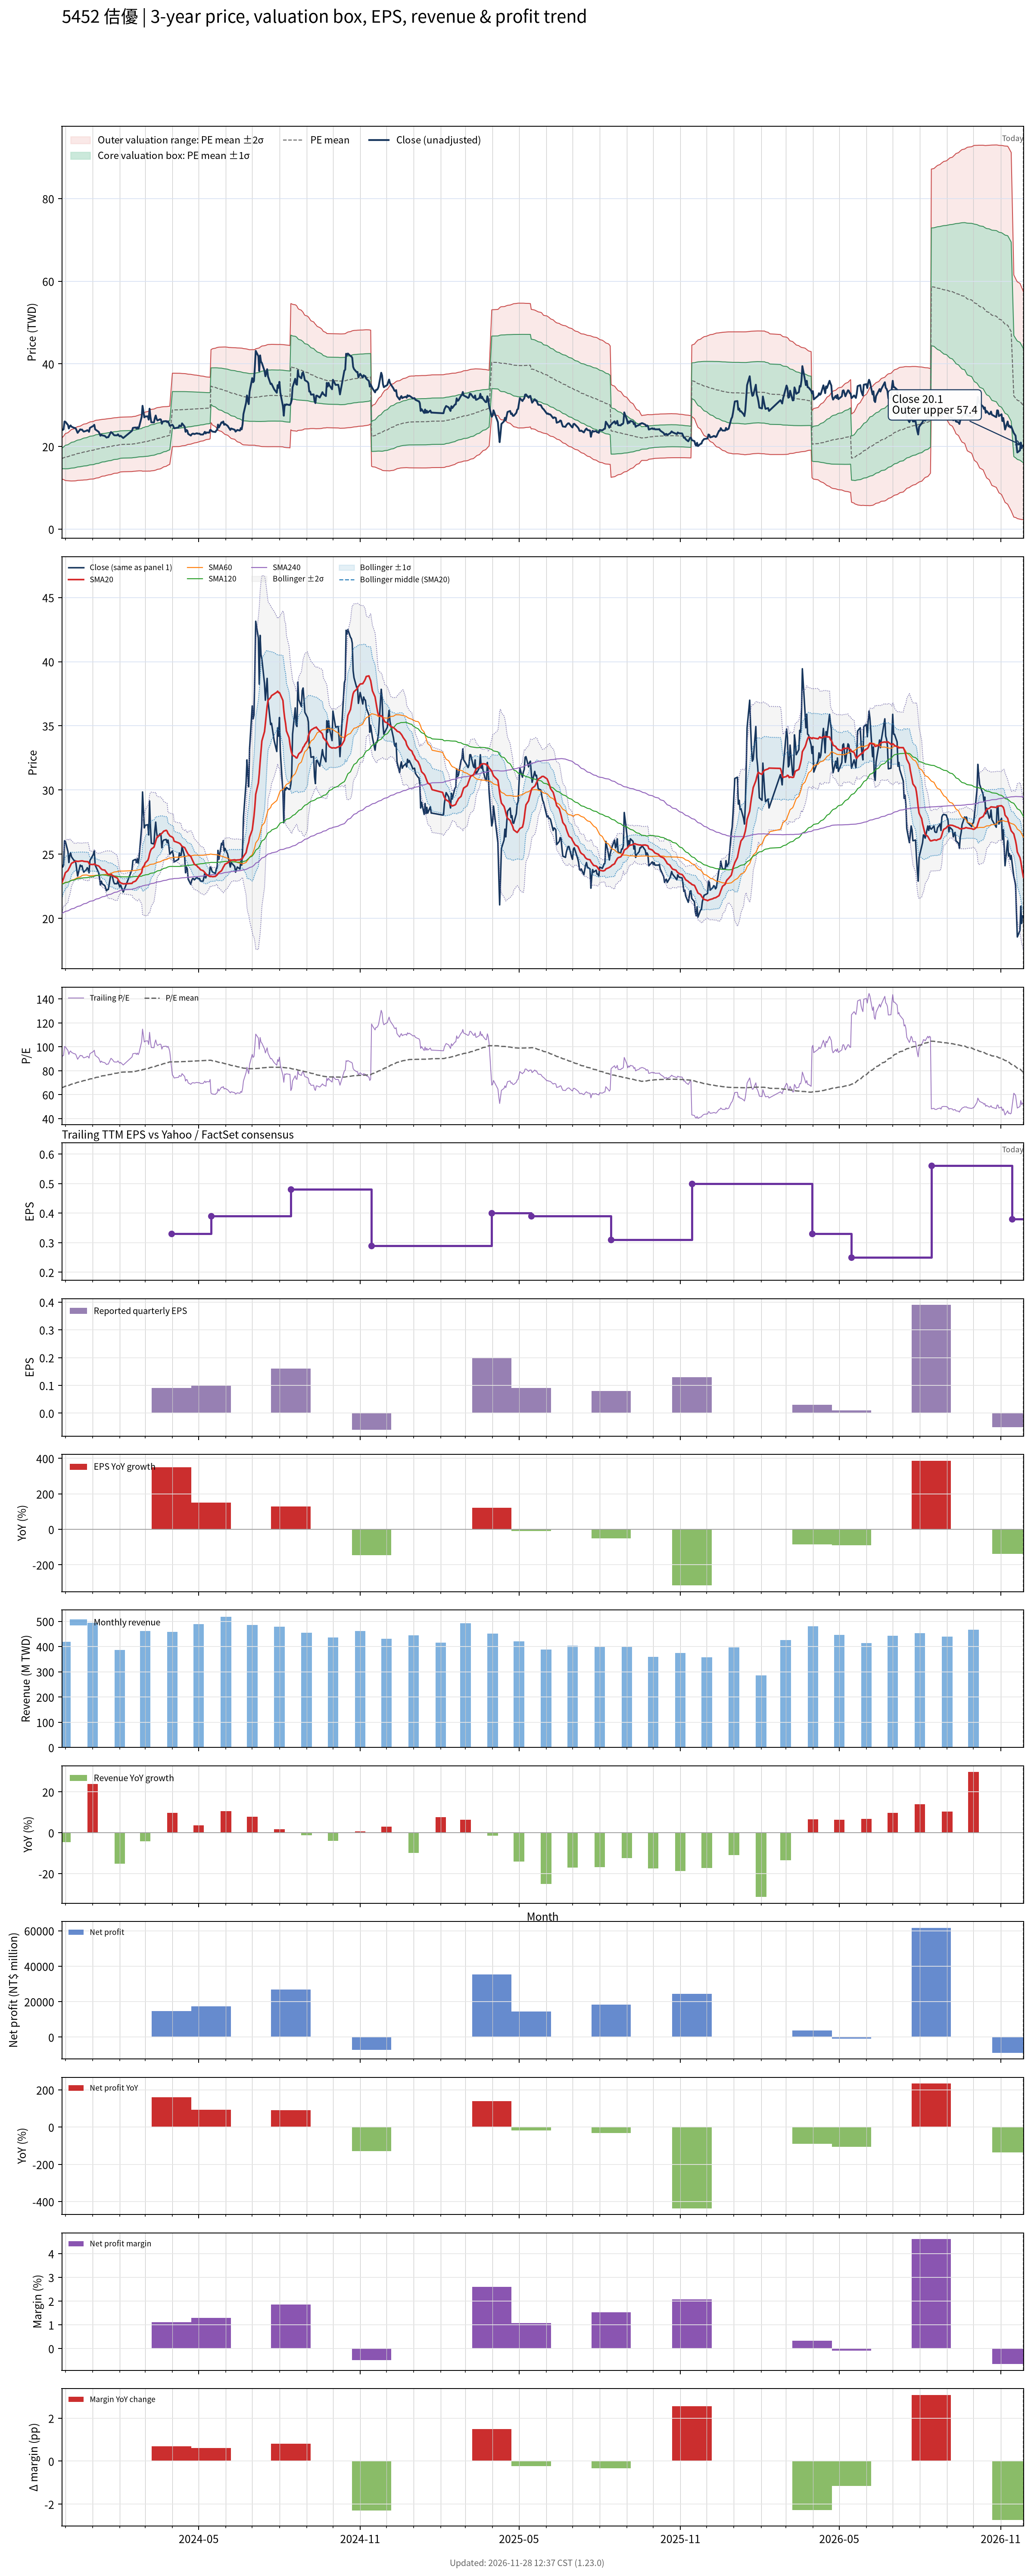 5452 佶優 | 3-year price, valuation box, EPS, revenue & profit trend
Outer valuation range: PE mean ±2σ
Core valuation box: PE mean ±1σ
PE mean
Close (unadjusted)
Today
Price (TWD)
80
60
40
20
0
Close 20.1
Outer upper 57.4
Close (same as panel 1)
SMA20
SMA60
SMA120
SMA240
Bollinger ±2σ
Bollinger ±1σ
Bollinger middle (SMA20)
Price
45
40
35
30
25
20
Trailing P/E
P/E mean
P/E
140
120
100
80
60
40
Trailing TTM EPS vs Yahoo / FactSet consensus
Today
EPS
0.6
0.5
0.4
0.3
0.2
Reported quarterly EPS
EPS
0.4
0.3
0.2
0.1
0.0
EPS YoY growth
YoY (%)
400
200
0
-200
Monthly revenue
Revenue (M TWD)
500
400
300
200
100
0
Revenue YoY growth
YoY (%)
20
0
-20
Month
Net profit
Net profit (NT$ million)
60000
40000
20000
0
Net profit YoY
YoY (%)
200
0
-200
-400
Net profit margin
Margin (%)
4
3
2
1
0
Margin YoY change
Δ margin (pp)
2
0
-2
2024-05
2024-11
2025-05
2025-11
2026-05
2026-11
Updated: 2026-11-28 12:37 CST (1.23.0)